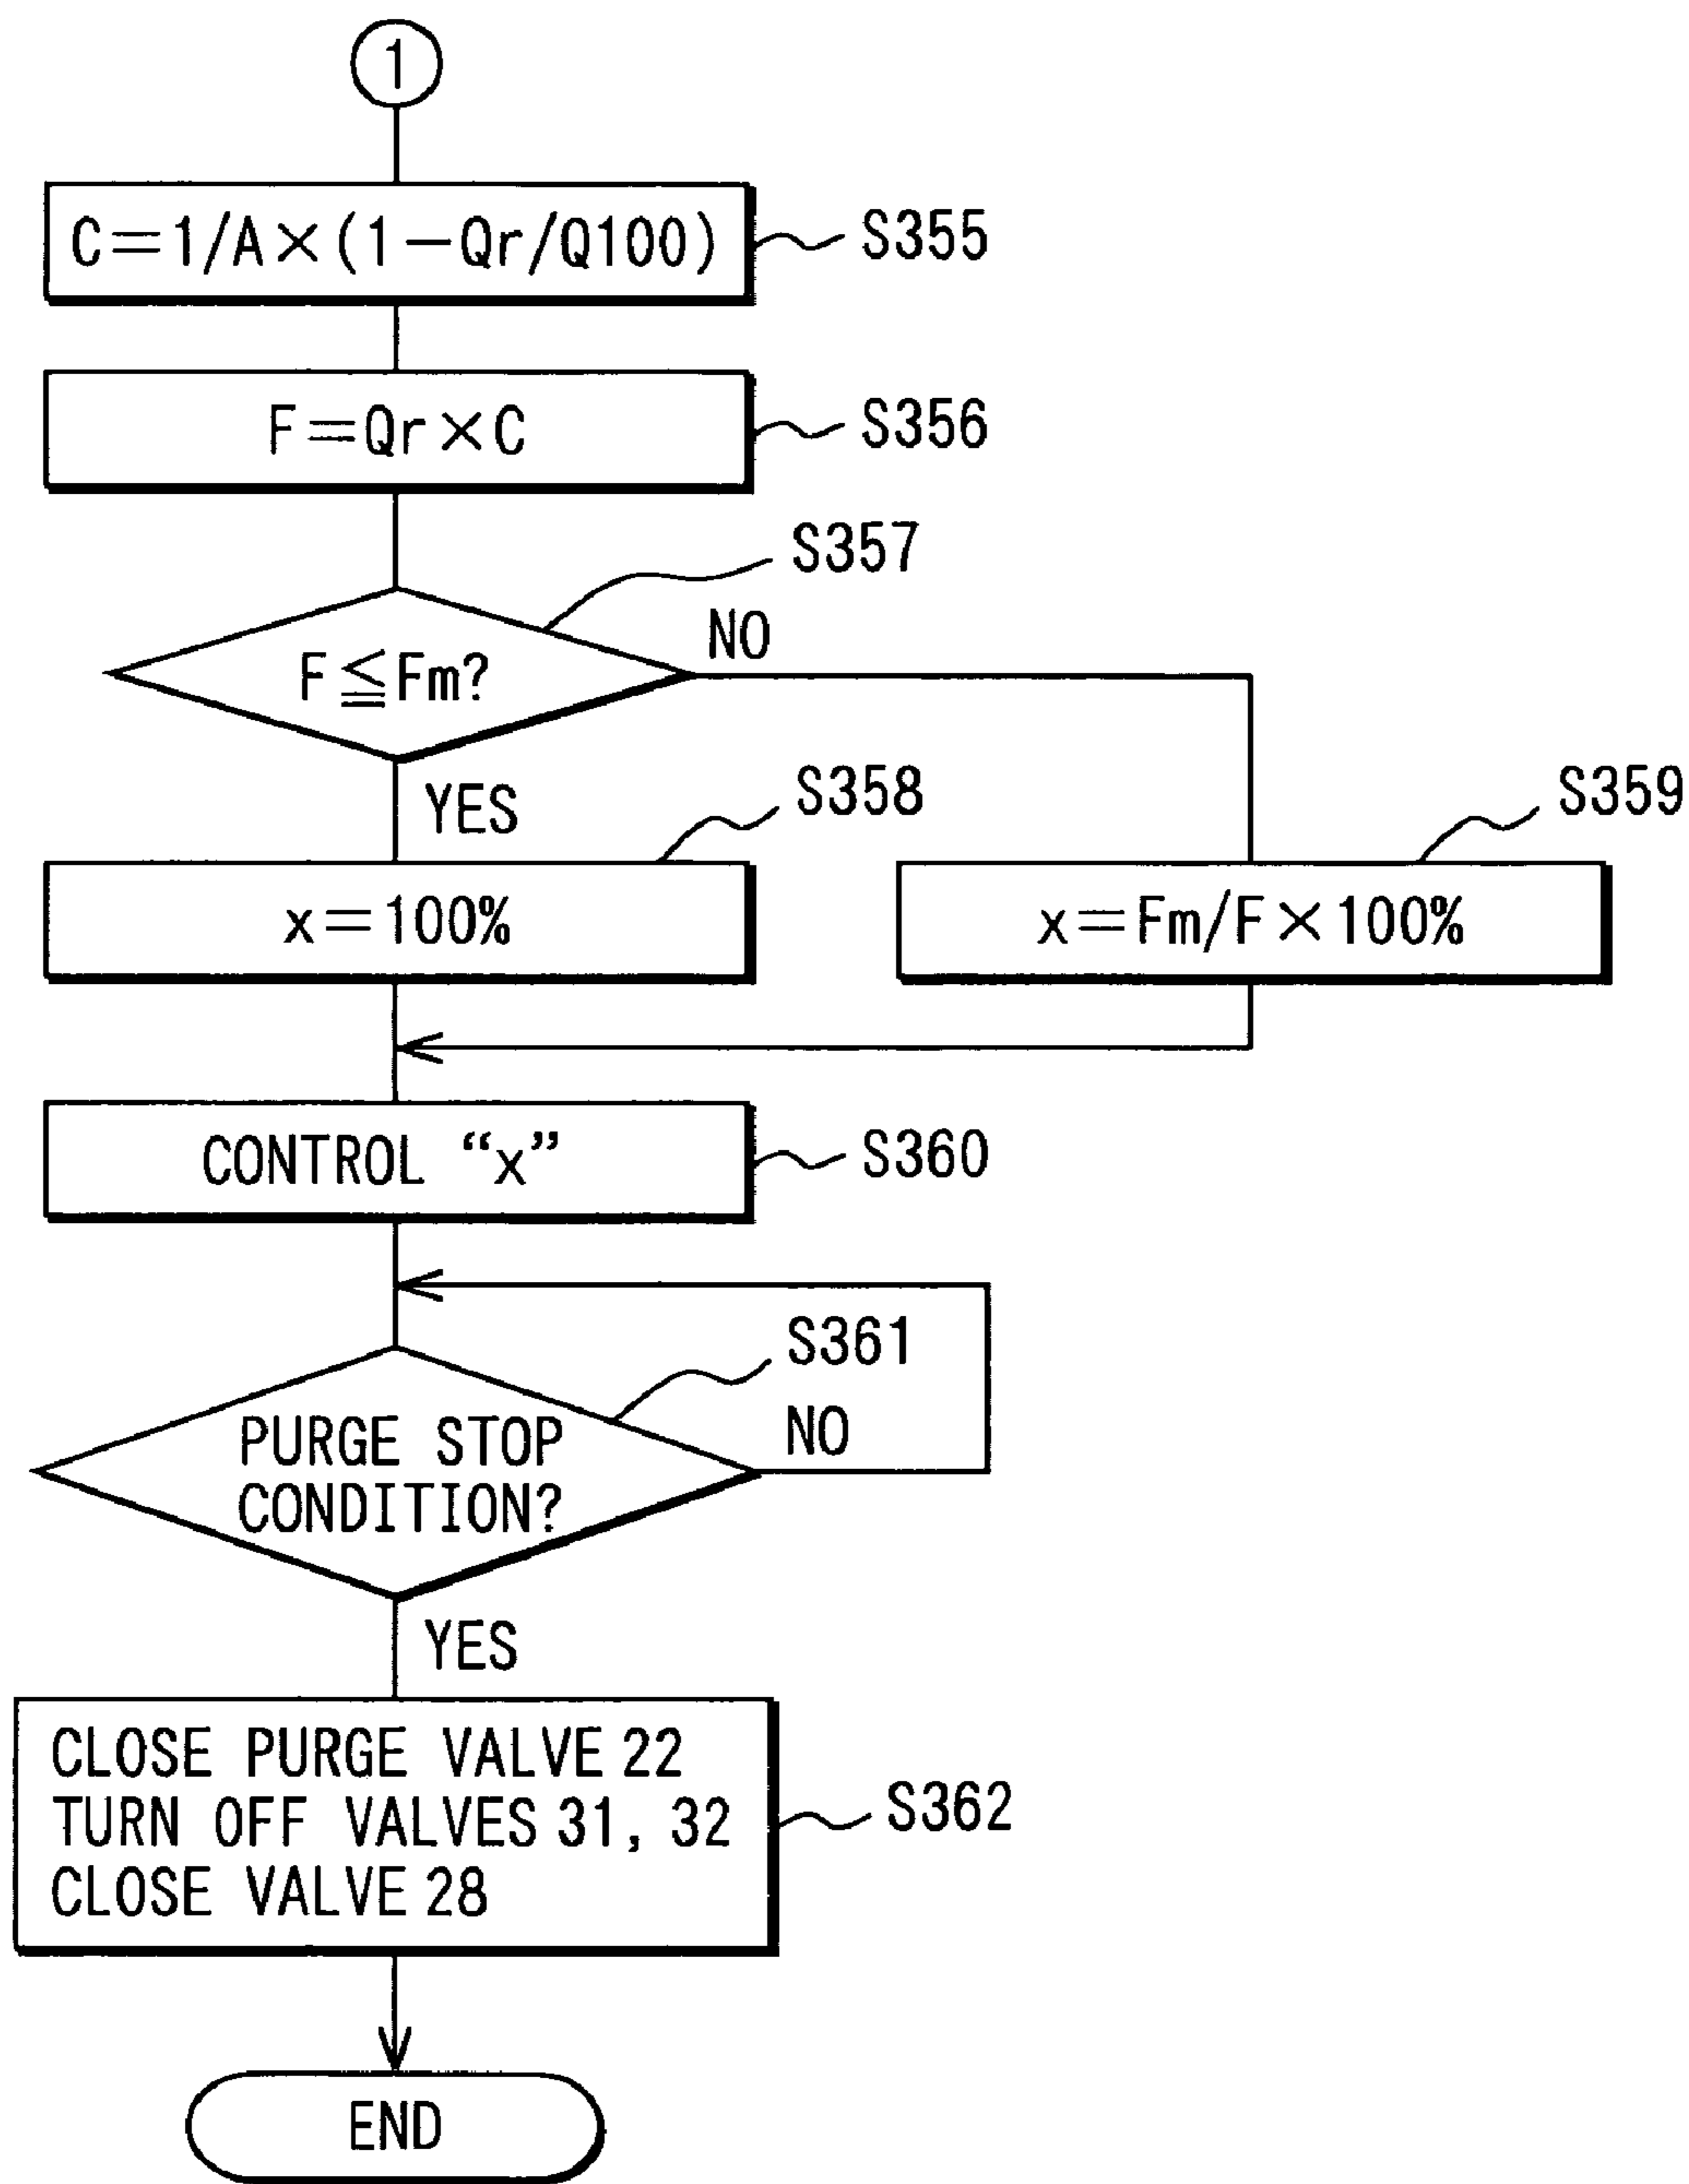 1
C=1/A×(1−Qr/Q100)
S355
F=Qr×C
S356
S357
F≦Fm?
NO
YES
S358
S359
x=100%
x=Fm/F×100%
CONTROL “x”
S360
S361
PURGE STOP
CONDITION?
NO
YES
CLOSE PURGE VALVE 22
TURN OFF VALVES 31, 32
CLOSE VALVE 28
S362
END